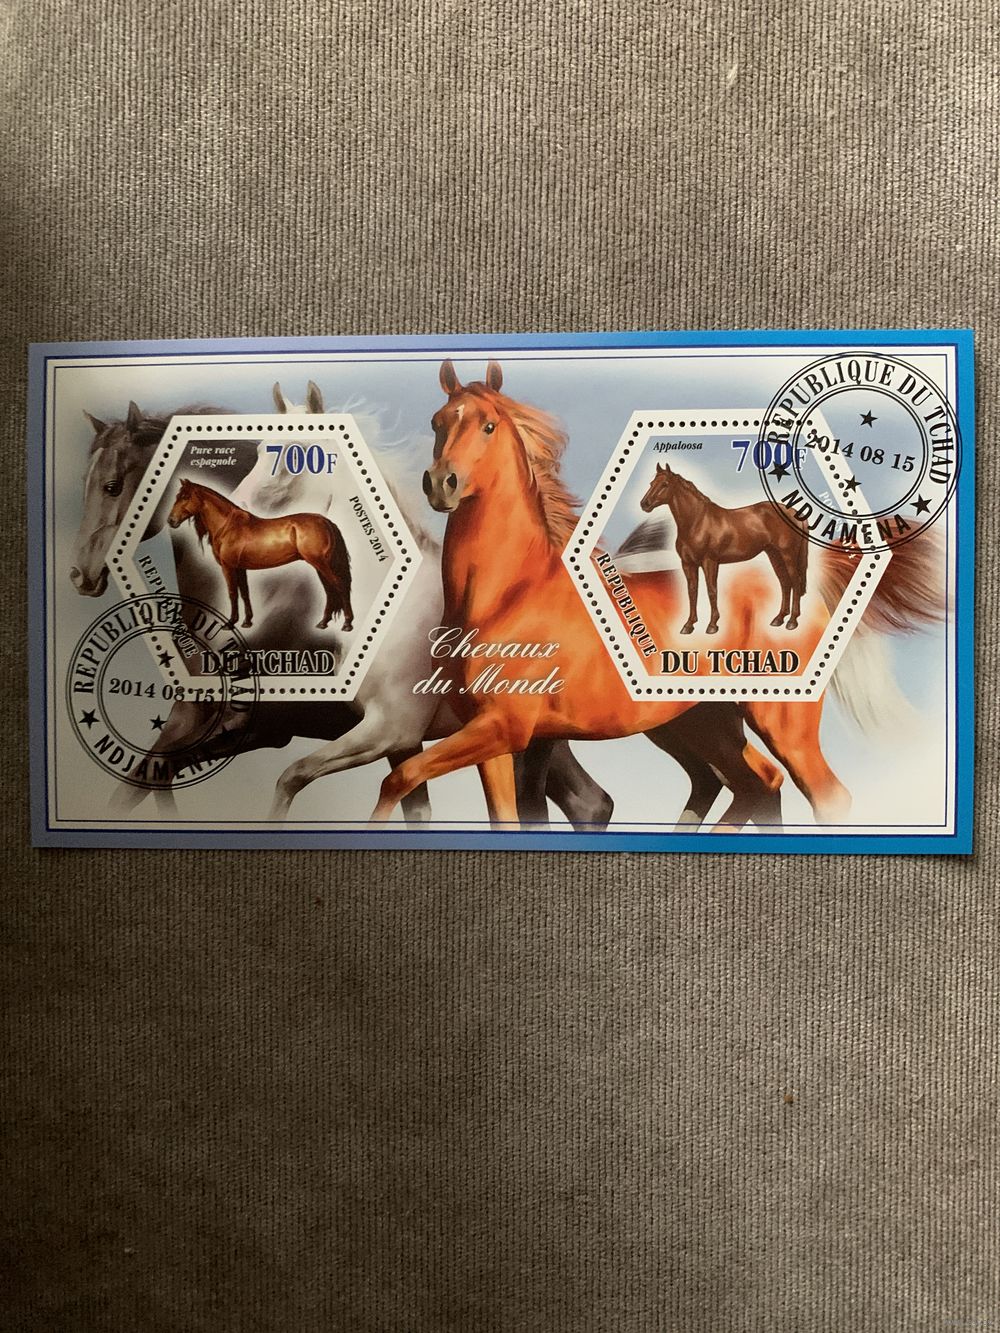 Pure race
espagnole
700F
POSTES 2014
REPUBLIQUE
DU TCHAD
REPUBLIQUE DU TCHAD
2014 08 15
NDJAMENA
Chevaux
du Monde
Appaloosa
700F
REPUBLIQUE
DU TCHAD
REPUBLIQUE DU TCHAD
2014 08 15
NDJAMENA